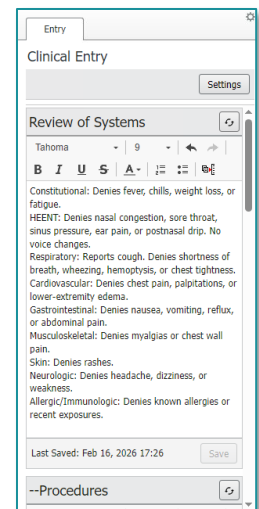 Entry
Clinical Entry
Settings
Review of Systems
Tahoma 9
B I U S A
Constitutional: Denies fever, chills, weight loss, or
fatigue.
HEENT: Denies nasal congestion, sore throat,
sinus pressure, ear pain, or postnasal drip. No
voice changes.
Respiratory: Reports cough. Denies shortness of
breath, wheezing, hemoptysis, or chest tightness.
Cardiovascular: Denies chest pain, palpitations, or
lower-extremity edema.
Gastrointestinal: Denies nausea, vomiting, reflux,
or abdominal pain.
Musculoskeletal: Denies myalgias or chest wall
pain.
Skin: Denies rashes.
Neurologic: Denies headache, dizziness, or
weakness.
Allergic/Immunologic: Denies known allergies or
recent exposures.
Last Saved: Feb 16, 2026 17:26
Save
--Procedures